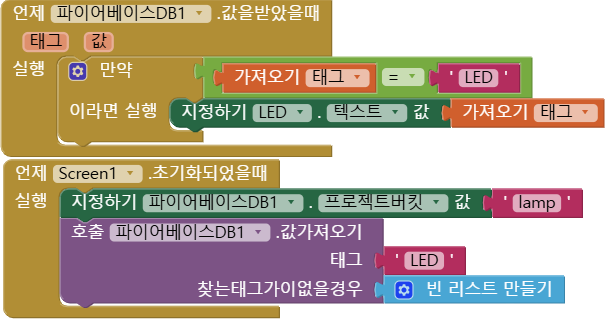 언제 파이어베이스DB1 .값을받았을때
태그 값
실행 만약 가져오기 태그 = ' LED '
이라면 실행 지정하기 LED . 텍스트 값 가져오기 태그
언제 Screen1 .초기화되었을때
실행 지정하기 파이어베이스DB1 . 프로젝트버킷 값 ' lamp '
호출 파이어베이스DB1 .값가져오기
태그 ' LED '
찾는태그가이없을경우 빈 리스트 만들기